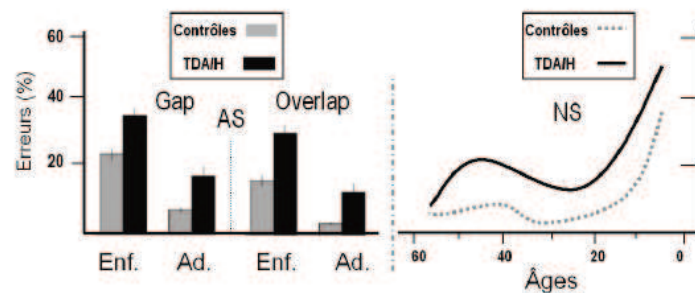 60
40
20
Erreurs (%)
Contrôles
TDA/H
Gap
AS
Overlap
Enf.
Ad.
Enf.
Ad.
Contrôles
TDA/H
NS
60
40
20
0
Âges